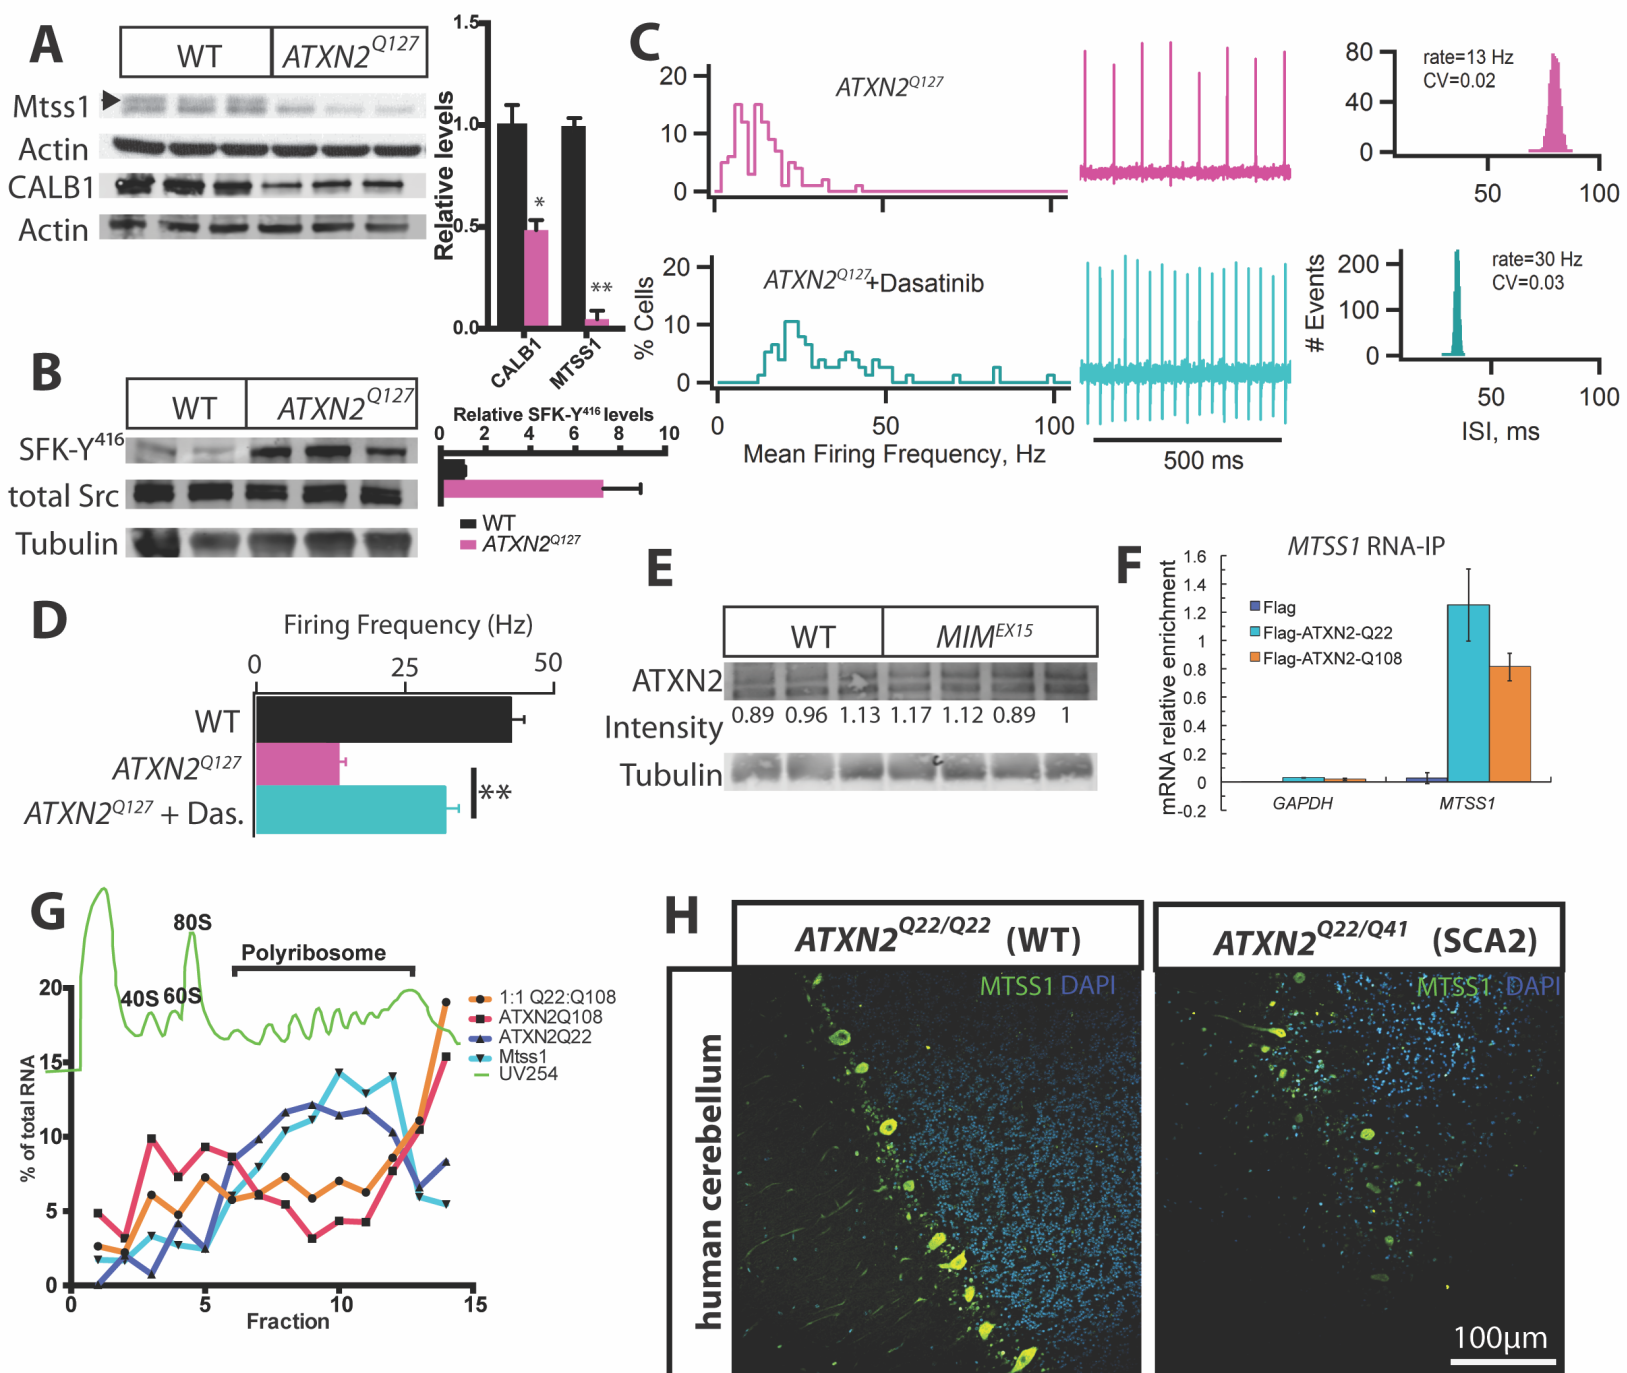 A
WT
ATXN2Q127
Mtss1
Actin
CALB1
Actin
1.5
1.0
0.5
0.0
Relative levels
*
**
CALB1
MTSS1
B
WT
ATXN2Q127
SFK-Y416
total Src
Tubulin
Relative SFK-Y416 levels
0 2 4 6 8 10
WT
ATXN2Q127
C
ATXN2Q127
20
10
0
rate=13 Hz
CV=0.02
80
40
0
50 100
ATXN2Q127+Dasatinib
20
10
0
% Cells
0 50 100
Mean Firing Frequency, Hz
500 ms
rate=30 Hz
CV=0.03
# Events
200
100
0
50 100
ISI, ms
D
Firing Frequency (Hz)
0 25 50
WT
ATXN2Q127
ATXN2Q127 + Das.
**
E
WT
MIMEX15
ATXN2
Intensity
0.89 0.96 1.13 1.17 1.12 0.89 1
Tubulin
F
MTSS1 RNA-IP
mRNA relative enrichment
1.6
1.4
1.2
1
0.8
0.6
0.4
0.2
0
-0.2
Flag
Flag-ATXN2-Q22
Flag-ATXN2-Q108
GAPDH
MTSS1
G
40S 60S
80S
Polyribosome
1:1 Q22:Q108
ATXN2Q108
ATXN2Q22
Mtss1
UV254
% of total RNA
20
15
10
5
0
0 5 10 15
Fraction
H
ATXN2Q22/Q22 (WT)
ATXN2Q22/Q41 (SCA2)
MTSS1 DAPI
MTSS1 DAPI
human cerebellum
100µm